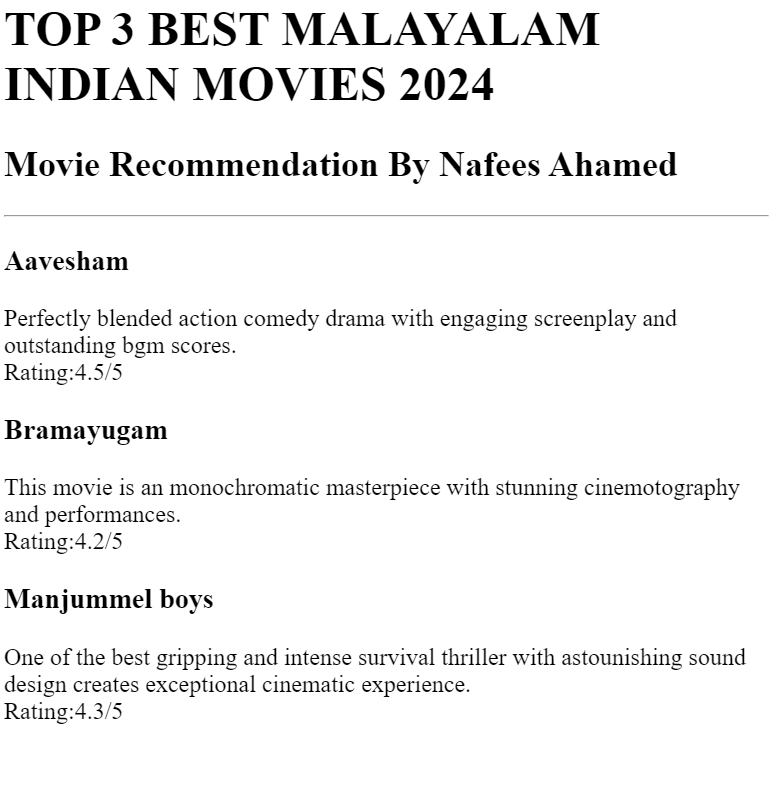 TOP 3 BEST MALAYALAM
INDIAN MOVIES 2024
Movie Recommendation By Nafees Ahamed
Aavesham
Perfectly blended action comedy drama with engaging screenplay and
outstanding bgm scores.
Rating:4.5/5
Bramayugam
This movie is an monochromatic masterpiece with stunning cinemotography
and performances.
Rating:4.2/5
Manjummel boys
One of the best gripping and intense survival thriller with astounishing sound
design creates exceptional cinematic experience.
Rating:4.3/5